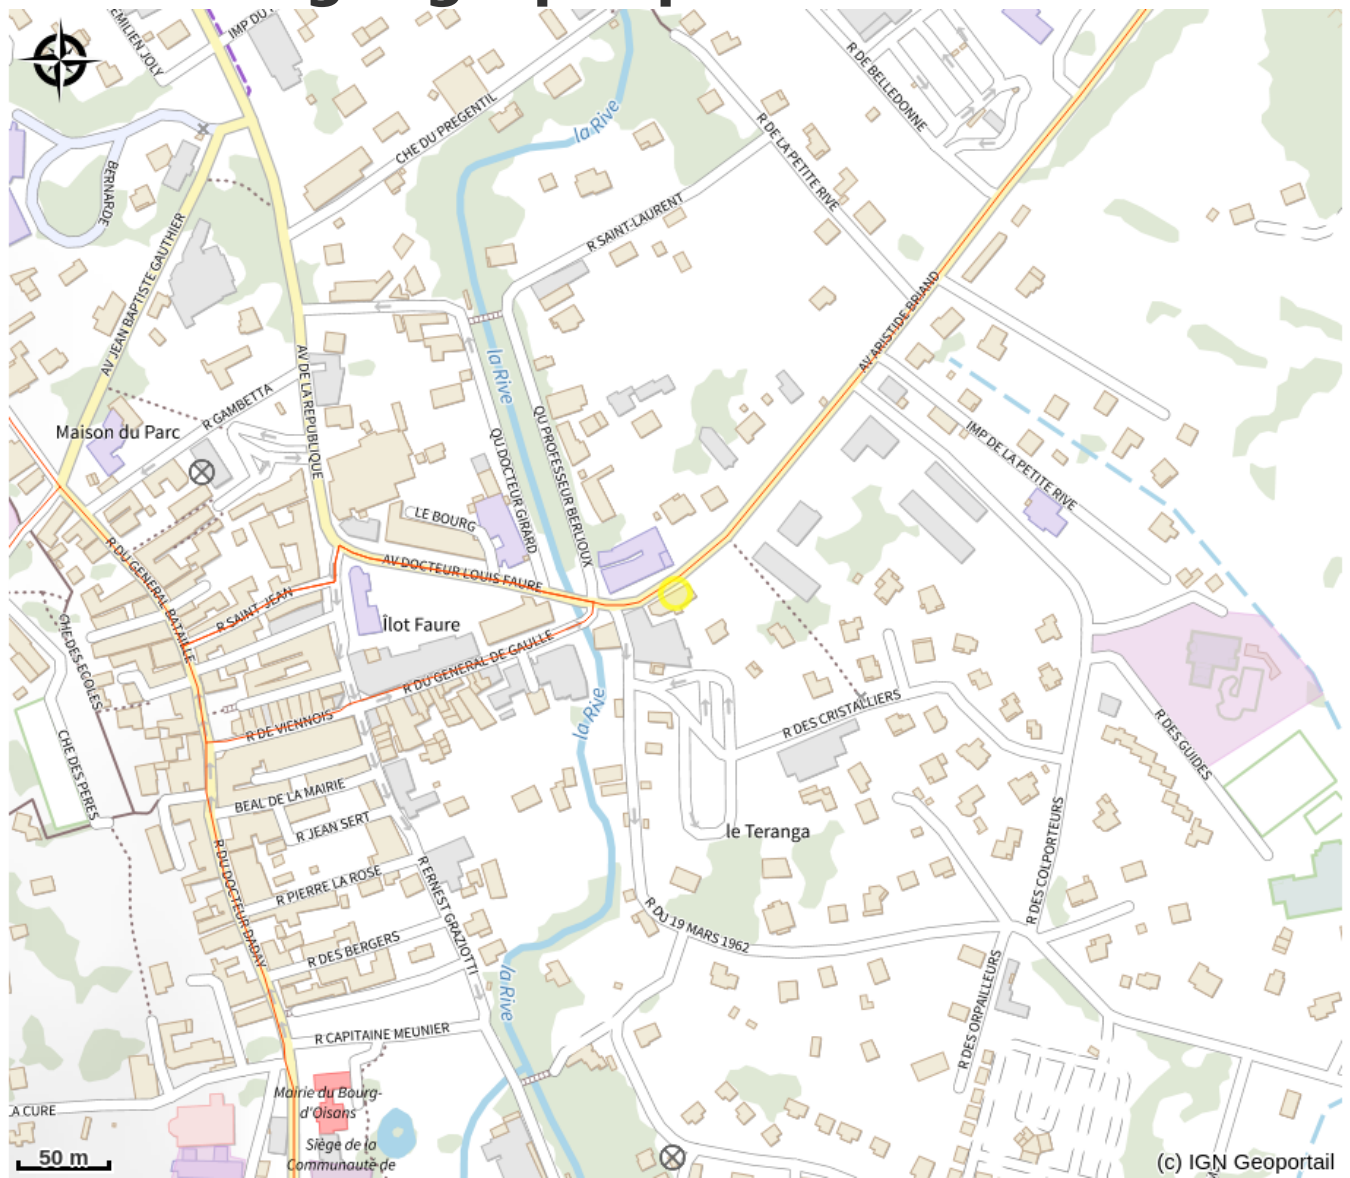 EMILIEN JOLY
IMP DU
R DE BELLEDONNE
la Rive
CHE DU PREGENTIL
R DE LA PETITE RIVE
BERNARDE
R SAINT-LAURENT
AV JEAN BAPTISTE GAUTHIER
AV ARISTIDE BRIAND
la Rive
AV DE LA REPUBLIQUE
R GAMBETTA
Maison du Parc
QU DOCTEUR GIRARD
QU PROFESSEUR BERLIOUX
IMP DE LA PETITE RIVE
LE BOURG
R DU GENERAL BATAILLE
AV DOCTEUR LOUIS FAURE
R SAINT-JEAN
Îlot Faure
CHE DES ECOLES
R DU GENERAL DE GAULLE
la Rive
R DES CRISTALLIERS
R DE VIENNOIS
CHE DES PERES
R DES GUIDES
BEAL DE LA MAIRIE
R JEAN SERT
le Teranga
R DES COLPORTEURS
R DU DOCTEUR DADAY
R PIERRE LA ROSE
R ERNEST GRAZIOTTI
R DU 19 MARS 1962
R DES BERGERS
la Rive
R DES ORPAILLEURS
R CAPITAINE MEUNIER
Mairie du Bourg-
d'Oisans
A CURE
Siège de la
Communauté de
50 m
(c) IGN Geoportail